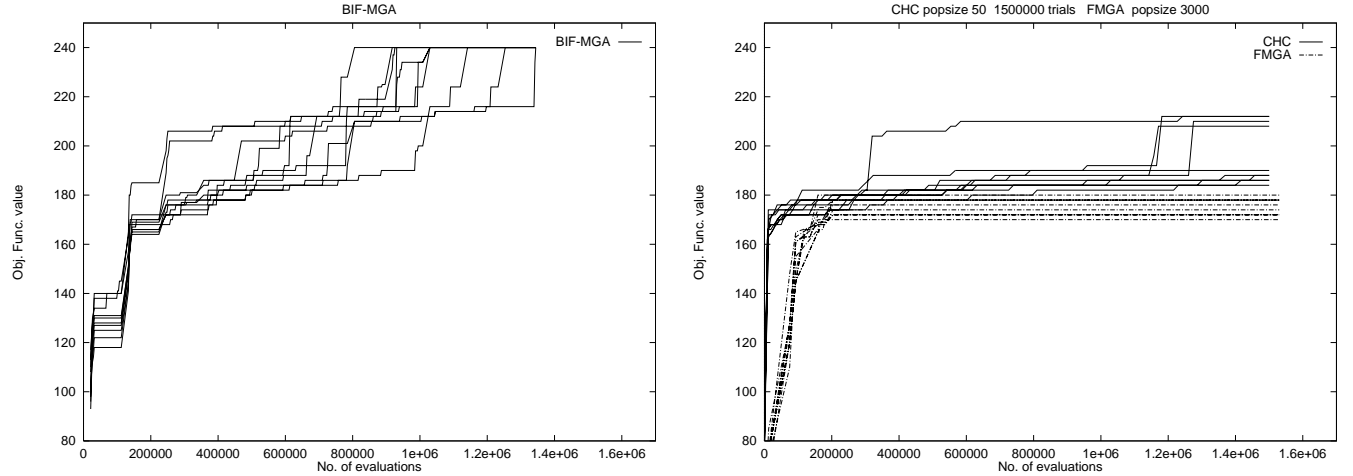 BIF-MGA
240
220
200
180
160
140
120
100
80
Obj. Func. value
BIF-MGA
0 200000 400000 600000 800000 1e+06 1.2e+06 1.4e+06 1.6e+06
No. of evaluations
CHC popsize 50 1500000 trials FMGA popsize 3000
240
220
200
180
160
140
120
100
80
Obj. Func. value
CHC
FMGA
0 200000 400000 600000 800000 1e+06 1.2e+06 1.4e+06 1.6e+06
No. of evaluations